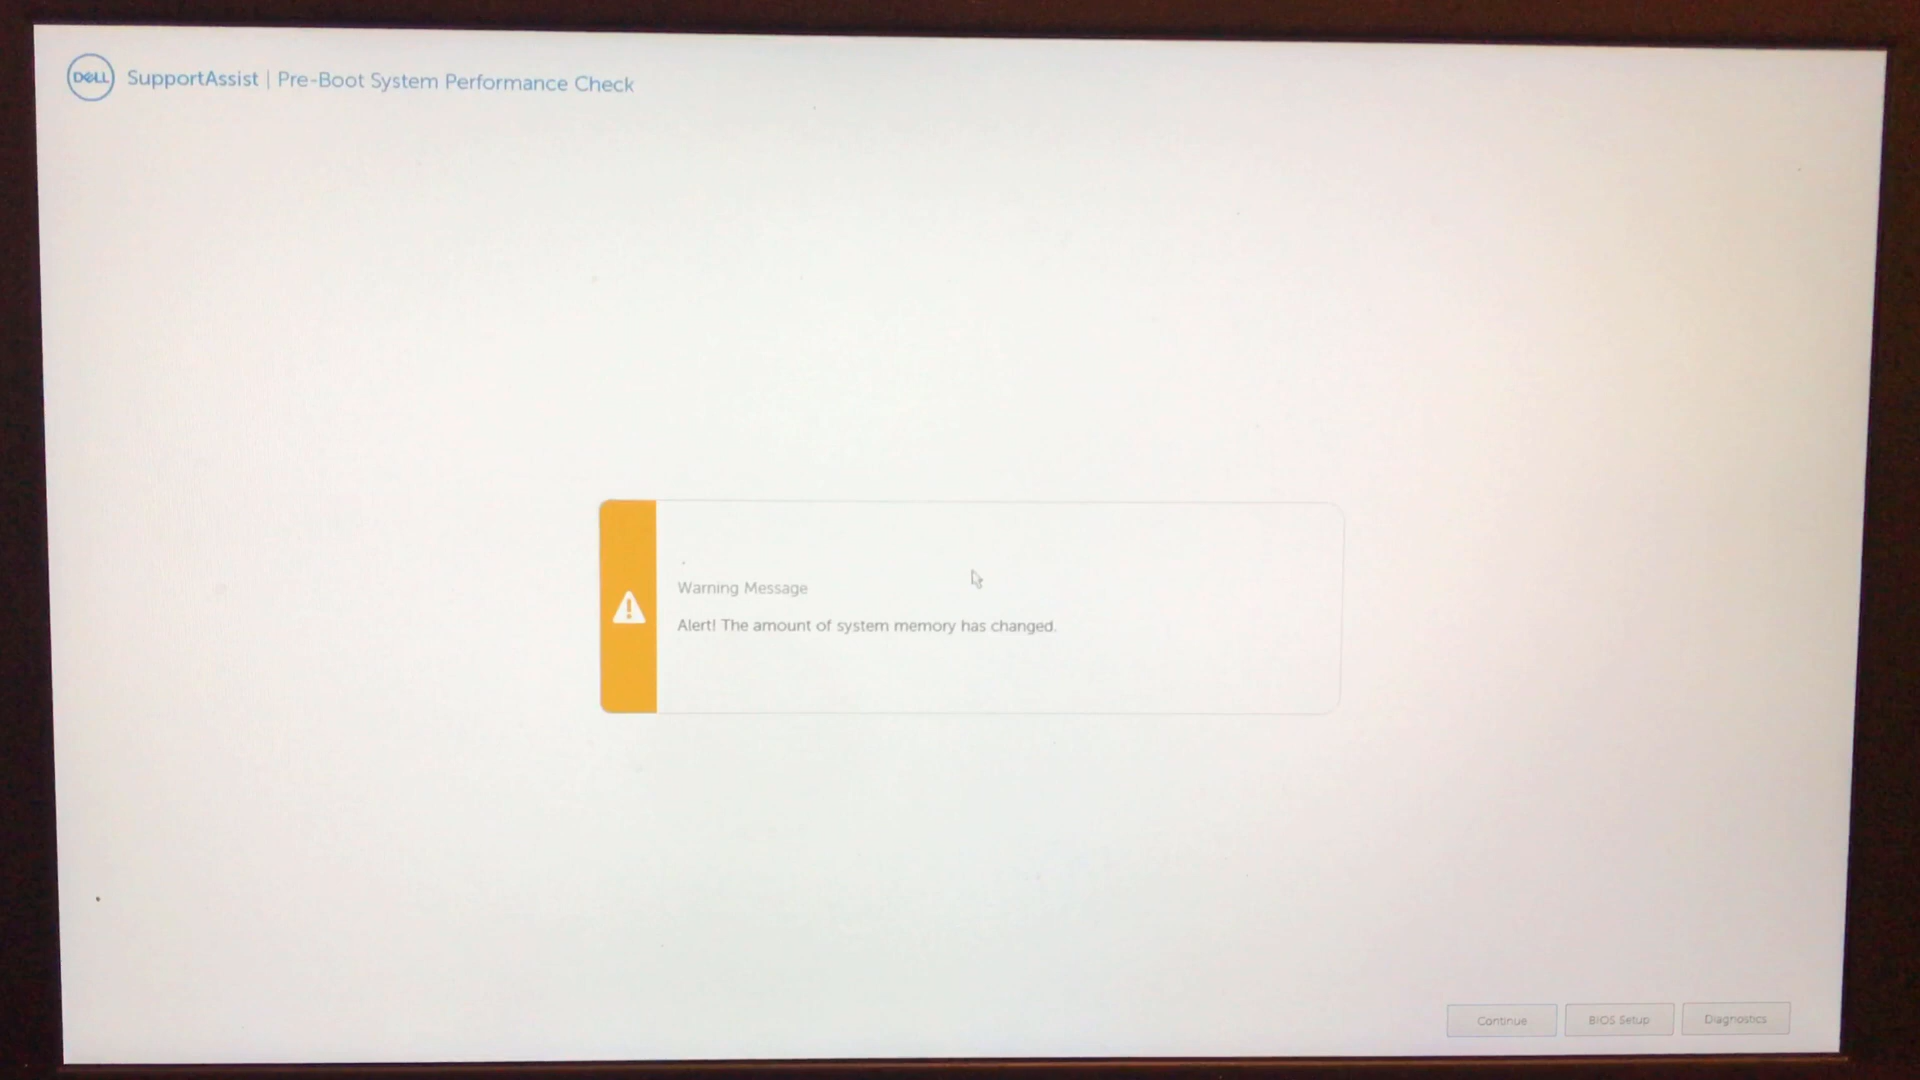 DELL SupportAssist | Pre-Boot System Performance Check
Warning Message
Alert! The amount of system memory has changed.
Continue BIOS Setup Diagnostics